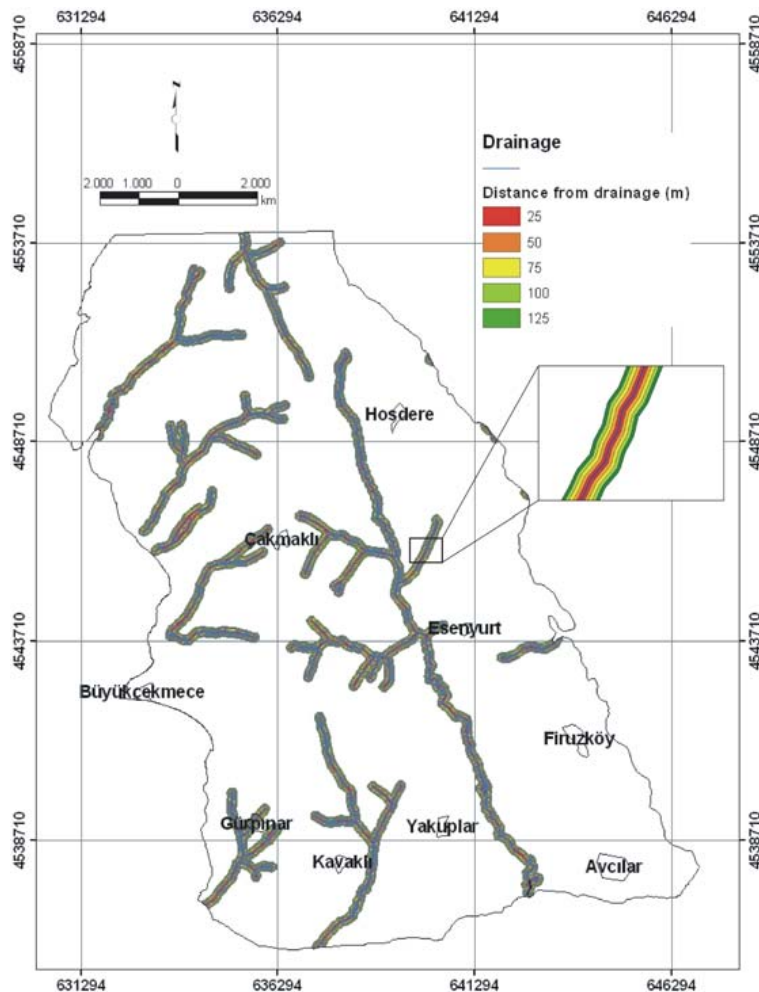 631294 636294 641294 646294
4558710 4558710
Drainage
2 000 1.000 0 2.000
km
Distance from drainage (m)
25
50
75
100
125
4553710 4553710
Hoşdere
4548710 4548710
Çakmaklı
Esenyurt
4543710 4543710
Büyükçekmece
Firuzköy
Gürpınar
Yakuplar
4538710 4538710
Kavaklı
Avcılar
631294 636294 641294 646294